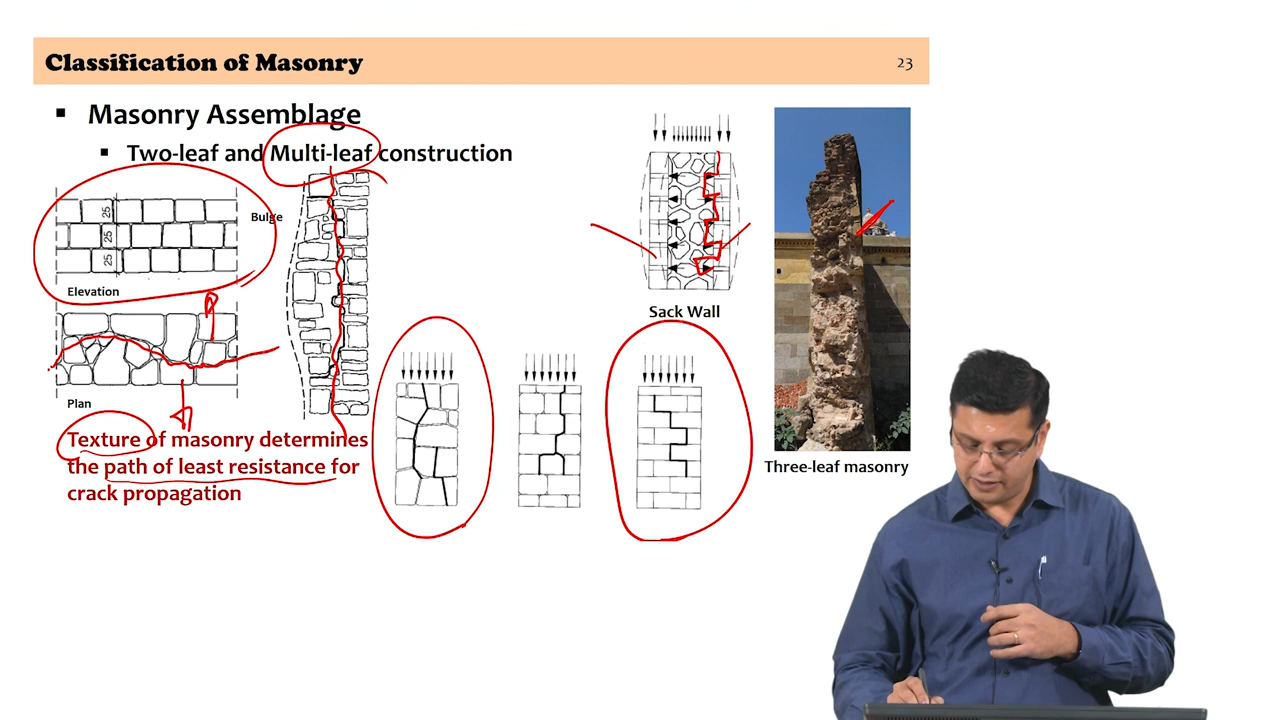 Classification of Masonry
23
▪ Masonry Assemblage
▪ Two-leaf and Multi-leaf construction
25
25
25
Elevation
Bulge
Plan
Texture of masonry determines
the path of least resistance for
crack propagation
Sack Wall
Three-leaf masonry